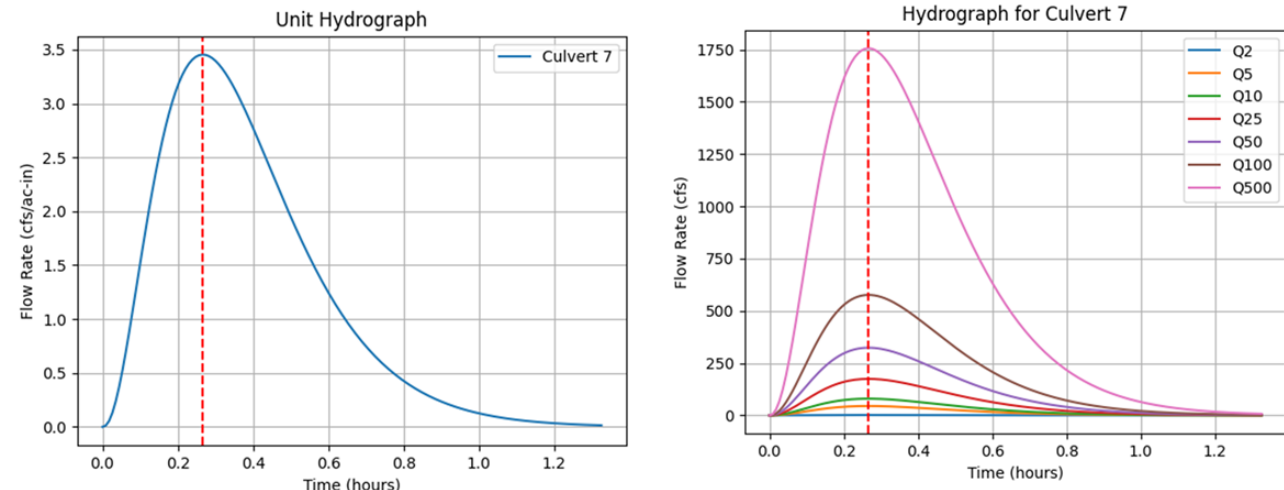 Unit Hydrograph
3.5
3.0
2.5
2.0
1.5
1.0
0.5
0.0
Flow Rate (cfs/ac-in)
Culvert 7
0.0 0.2 0.4 0.6 0.8 1.0 1.2
Time (hours)
Hydrograph for Culvert 7
1750
1500
1250
1000
750
500
250
0
Flow Rate (cfs)
Q2
Q5
Q10
Q25
Q50
Q100
Q500
0.0 0.2 0.4 0.6 0.8 1.0 1.2
Time (hours)